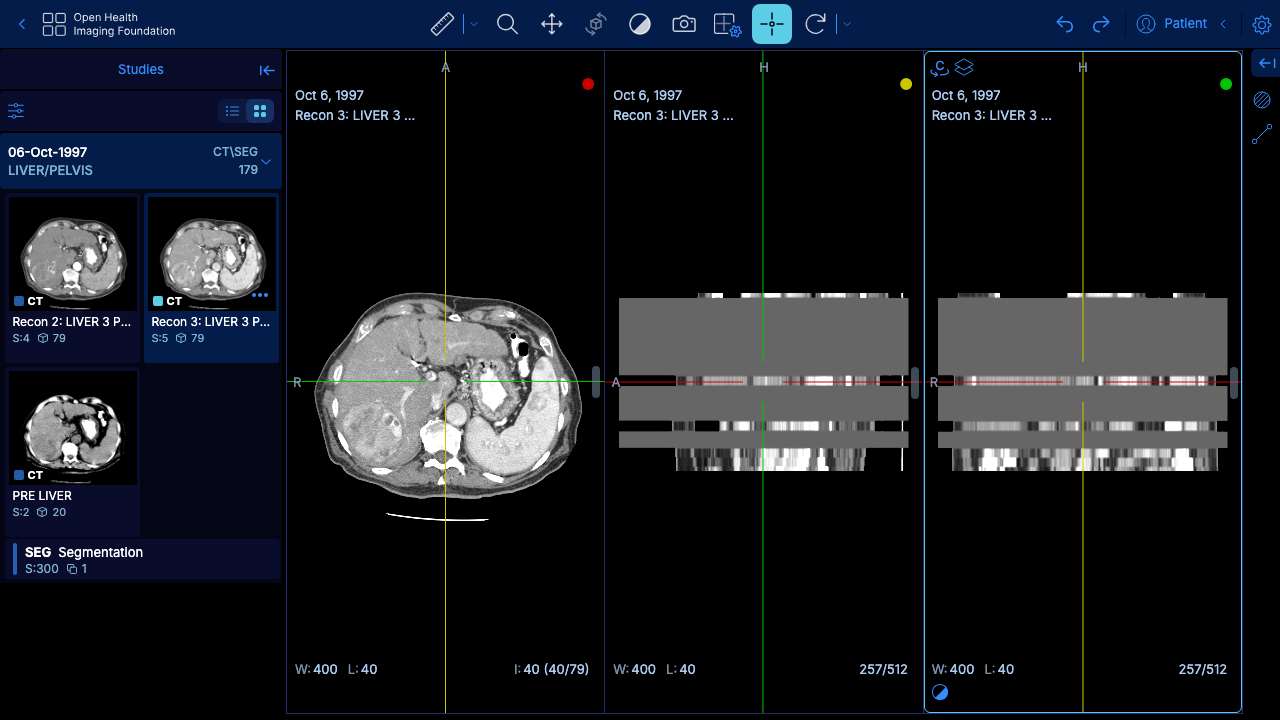 Open Health
Imaging Foundation
Patient
Studies
06-Oct-1997
CT\SEG
LIVER/PELVIS
179
CT
Recon 2: LIVER 3 P...
S:4 79
CT
Recon 3: LIVER 3 P...
S:5 79
CT
PRE LIVER
S:2 20
SEG Segmentation
S:300 1
A
Oct 6, 1997
Recon 3: LIVER 3 ...
R
W: 400 L: 40
I: 40 (40/79)
H
Oct 6, 1997
Recon 3: LIVER 3 ...
A
W: 400 L: 40
257/512
C
H
Oct 6, 1997
Recon 3: LIVER 3 ...
R
W: 400 L: 40
257/512